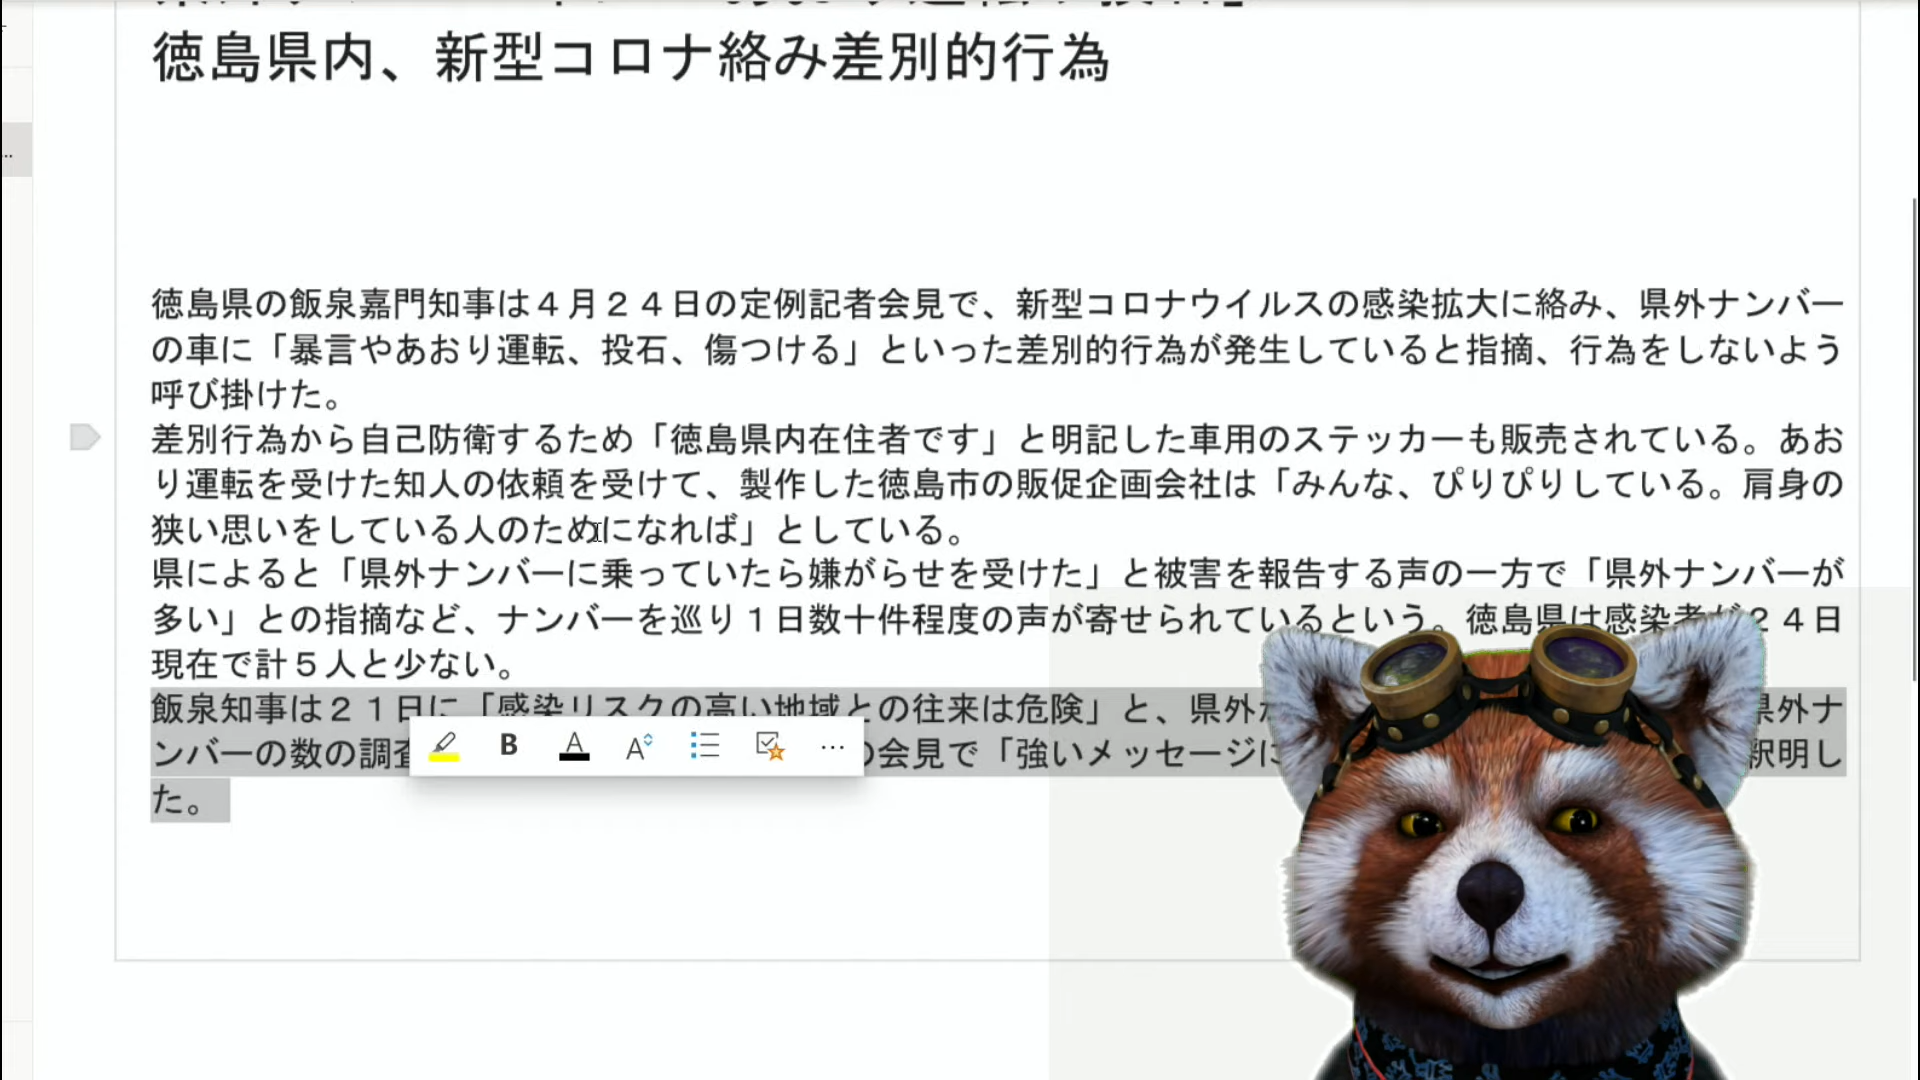 徳島県内、新型コロナ絡み差別的行為
徳島県の飯泉嘉門知事は４月２４日の定例記者会見で、新型コロナウイルスの感染拡大に絡み、県外ナンバー
の車に「暴言やあおり運転、投石、傷つける」といった差別的行為が発生していると指摘、行為をしないよう
呼び掛けた。
差別行為から自己防衛するため「徳島県内在住者です」と明記した車用のステッカーも販売されている。あお
り運転を受けた知人の依頼を受けて、製作した徳島市の販促企画会社は「みんな、ぴりぴりしている。肩身の
狭い思いをしている人のためになれば」としている。
県によると「県外ナンバーに乗っていたら嫌がらせを受けた」と被害を報告する声の一方で「県外ナンバーが
多い」との指摘など、ナンバーを巡り１日数十件程度の声が寄せられているという。徳島県は感染者が２４日
現在で計５人と少ない。
飯泉知事は２１日に「感染リスクの高い地域との往来は危険」と、県外 県外ナ
ンバーの数の調査 の会見で「強いメッセージに 釈明し
た。
B A A